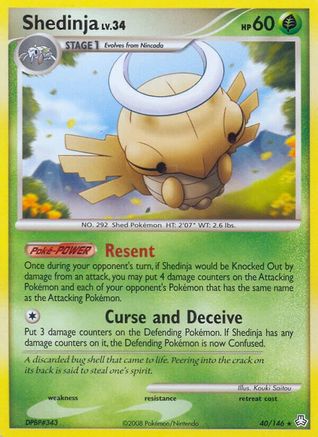 Shedinja LV.34
HP 60
STAGE 1 Evolves from Nincada
NO. 292 Shed Pokémon HT: 2'07" WT: 2.6 lbs.
Poké-POWER Resent
Once during your opponent's turn, if Shedinja would be Knocked Out by
damage from an attack, you may put 4 damage counters on the Attacking
Pokémon and each of your opponent's Pokémon that has the same name
as the Attacking Pokémon.
Curse and Deceive
Put 3 damage counters on the Defending Pokémon. If Shedinja has any
damage counters on it, the Defending Pokémon is now Confused.
A discarded bug shell that came to life. Peering into the crack on
its back is said to steal one's spirit.
Illus. Kouki Saitou
weakness resistance retreat cost
DPBP#343 ©2008 Pokémon/Nintendo 40/146